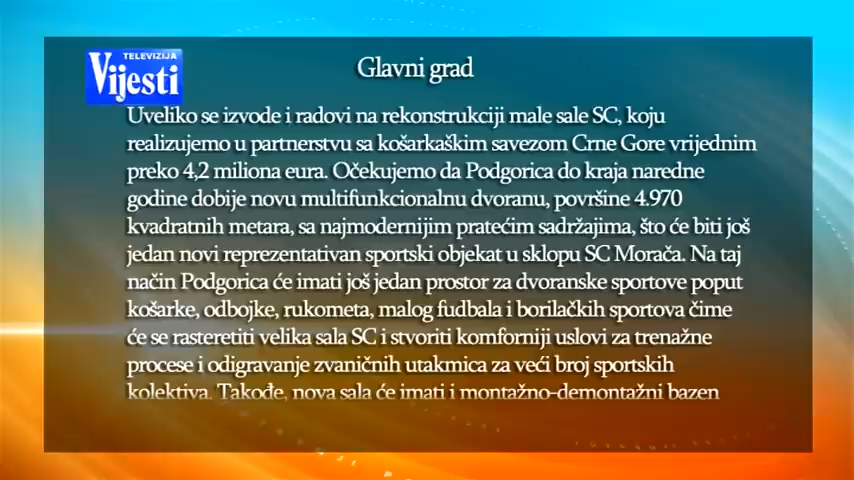 TELEVIZIJA
Vijesti
Glavni grad
Uveliko se izvode i radovi na rekonstrukciji male sale SC, koju
realizujemo u partnerstvu sa košarkaškim savezom Crne Gore vrijednim
preko 4,2 miliona eura. Očekujemo da Podgorica do kraja naredne
godine dobije novu multifunkcionalnu dvoranu, površine 4.970
kvadratnih metara, sa najmodernijim pratećim sadržajima, što će biti još
jedan novi reprezentativan sportski objekat u sklopu SC Morača. Na taj
način Podgorica će imati još jedan prostor za dvoranske sportove poput
košarke, odbojke, rukometa, malog fudbala i borilačkih sportova čime
će se rasteretiti velika sala SC i stvoriti komforniji uslovi za trenažne
procese i odigravanje zvaničnih utakmica za veći broj sportskih
kolektiva. Takođe, nova sala će imati i montažno-demontažni bazen